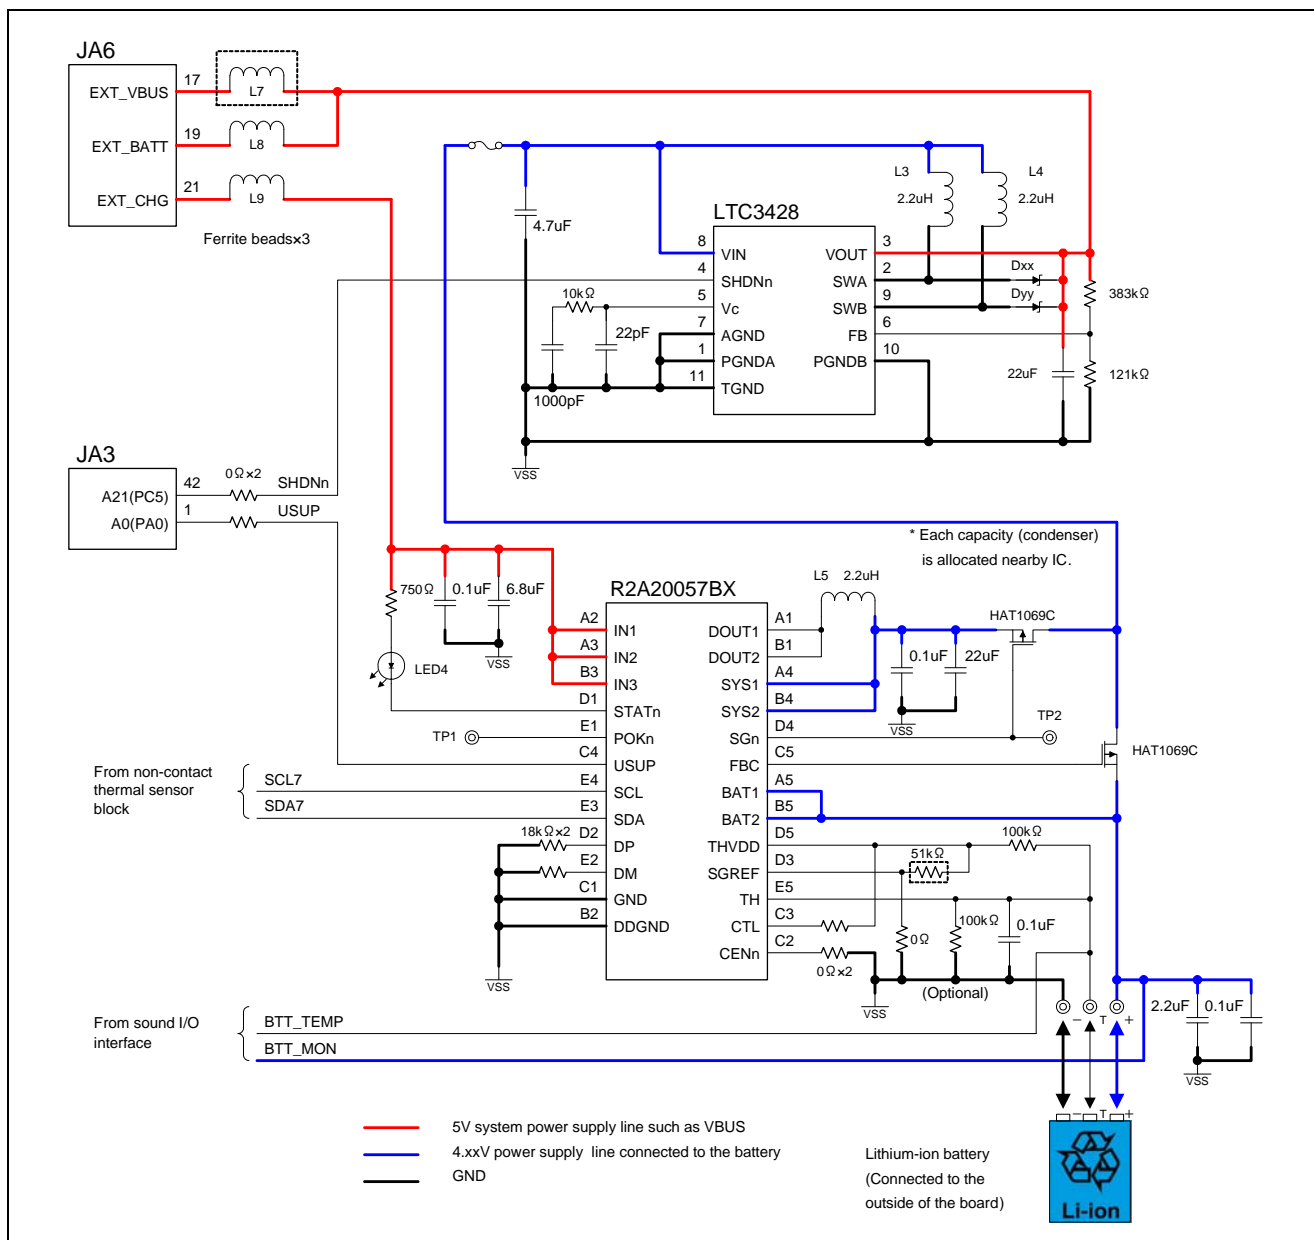 JA6
17
EXT_VBUS
L7
19
EXT_BATT
L8
21
EXT_CHG
L9
Ferrite beads×3
L3
2.2uH
L4
2.2uH
4.7uF
LTC3428
8
VIN
VOUT
3
4
SHDNn
SWA
2
Dxx
5
Vc
SWB
9
Dyy
383kΩ
10kΩ
7
AGND
FB
6
22pF
1
PGNDA
PGNDB
10
11
TGND
22uF
121kΩ
1000pF
VSS
JA3
0Ω×2
42
A21(PC5)
SHDNn
1
A0(PA0)
USUP
* Each capacity (condenser)
is allocated nearby IC.
750Ω
0.1uF
6.8uF
VSS
LED4
R2A20057BX
L5
2.2uH
HAT1069C
A2
IN1
DOUT1
A1
A3
IN2
DOUT2
B1
B3
IN3
SYS1
A4
0.1uF
22uF
D1
STATn
SYS2
B4
VSS
TP1
E1
POKn
SGn
D4
TP2
C4
USUP
FBC
C5
HAT1069C
From non-contact
thermal sensor
block
SCL7
E4
SCL
BAT1
A5
SDA7
E3
SDA
BAT2
B5
18kΩ×2
D2
DP
THVDD
D5
100kΩ
E2
DM
SGREF
D3
51kΩ
C1
GND
TH
E5
B2
DDGND
CTL
C3
0Ω
100kΩ
0.1uF
CENn
C2
0Ω×2
VSS
VSS
(Optional)
From sound I/O
interface
BTT_TEMP
BTT_MON
− T +
2.2uF
0.1uF
VSS
− T +
5V system power supply line such as VBUS
4.xxV power supply line connected to the battery
GND
Lithium-ion battery
(Connected to the
outside of the board)
Li-ion